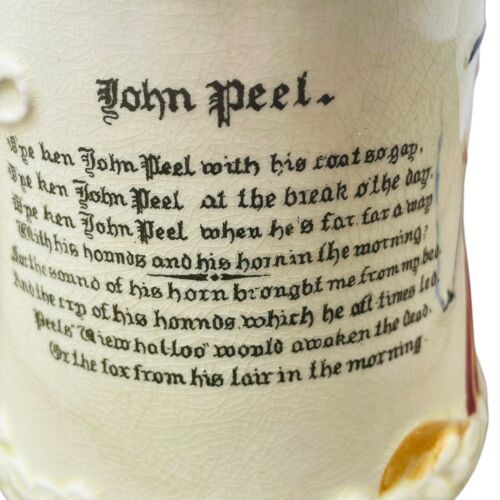 John Peel.
D'ye ken John Peel with his coat so gay,
D'ye ken John Peel at the break o'the day,
D'ye ken John Peel when he's far far away
With his hounds and his horn in the morning?
For the sound of his horn brought me from my bed
And the cry of his hounds which he oft times led,
Peel's "View halloo" would awaken the dead,
Or the fox from his lair in the morning.